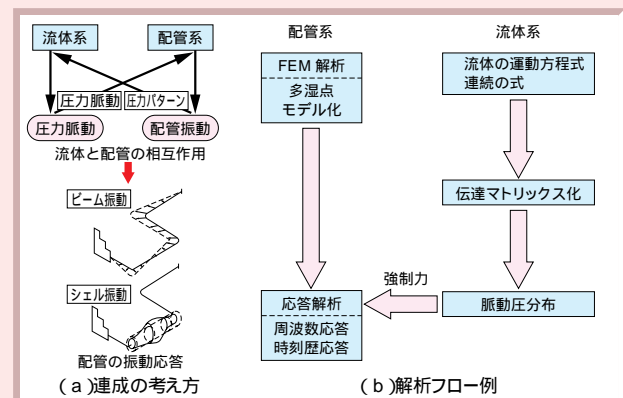 流体系
配管系
圧力脈動
圧力パターン
圧力脈動
配管振動
流体と配管の相互作用
ビーム振動
シェル振動
配管の振動応答
(a)連成の考え方
配管系
FEM 解析
多湿点
モデル化
応答解析
周波数応答
時刻歴応答
強制力
流体系
流体の運動方程式
連続の式
伝達マトリックス化
脈動圧分布
(b)解析フロー例